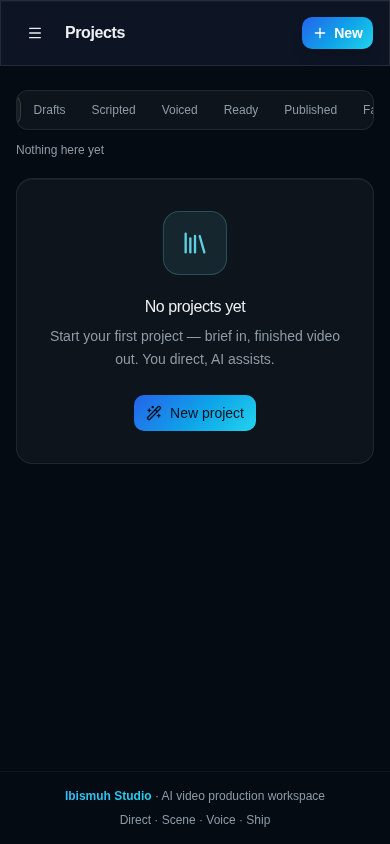 Projects
New
Drafts Scripted Voiced Ready Published
Nothing here yet
No projects yet
Start your first project — brief in, finished video
out. You direct, AI assists.
New project
Ibismuh Studio · AI video production workspace
Direct · Scene · Voice · Ship